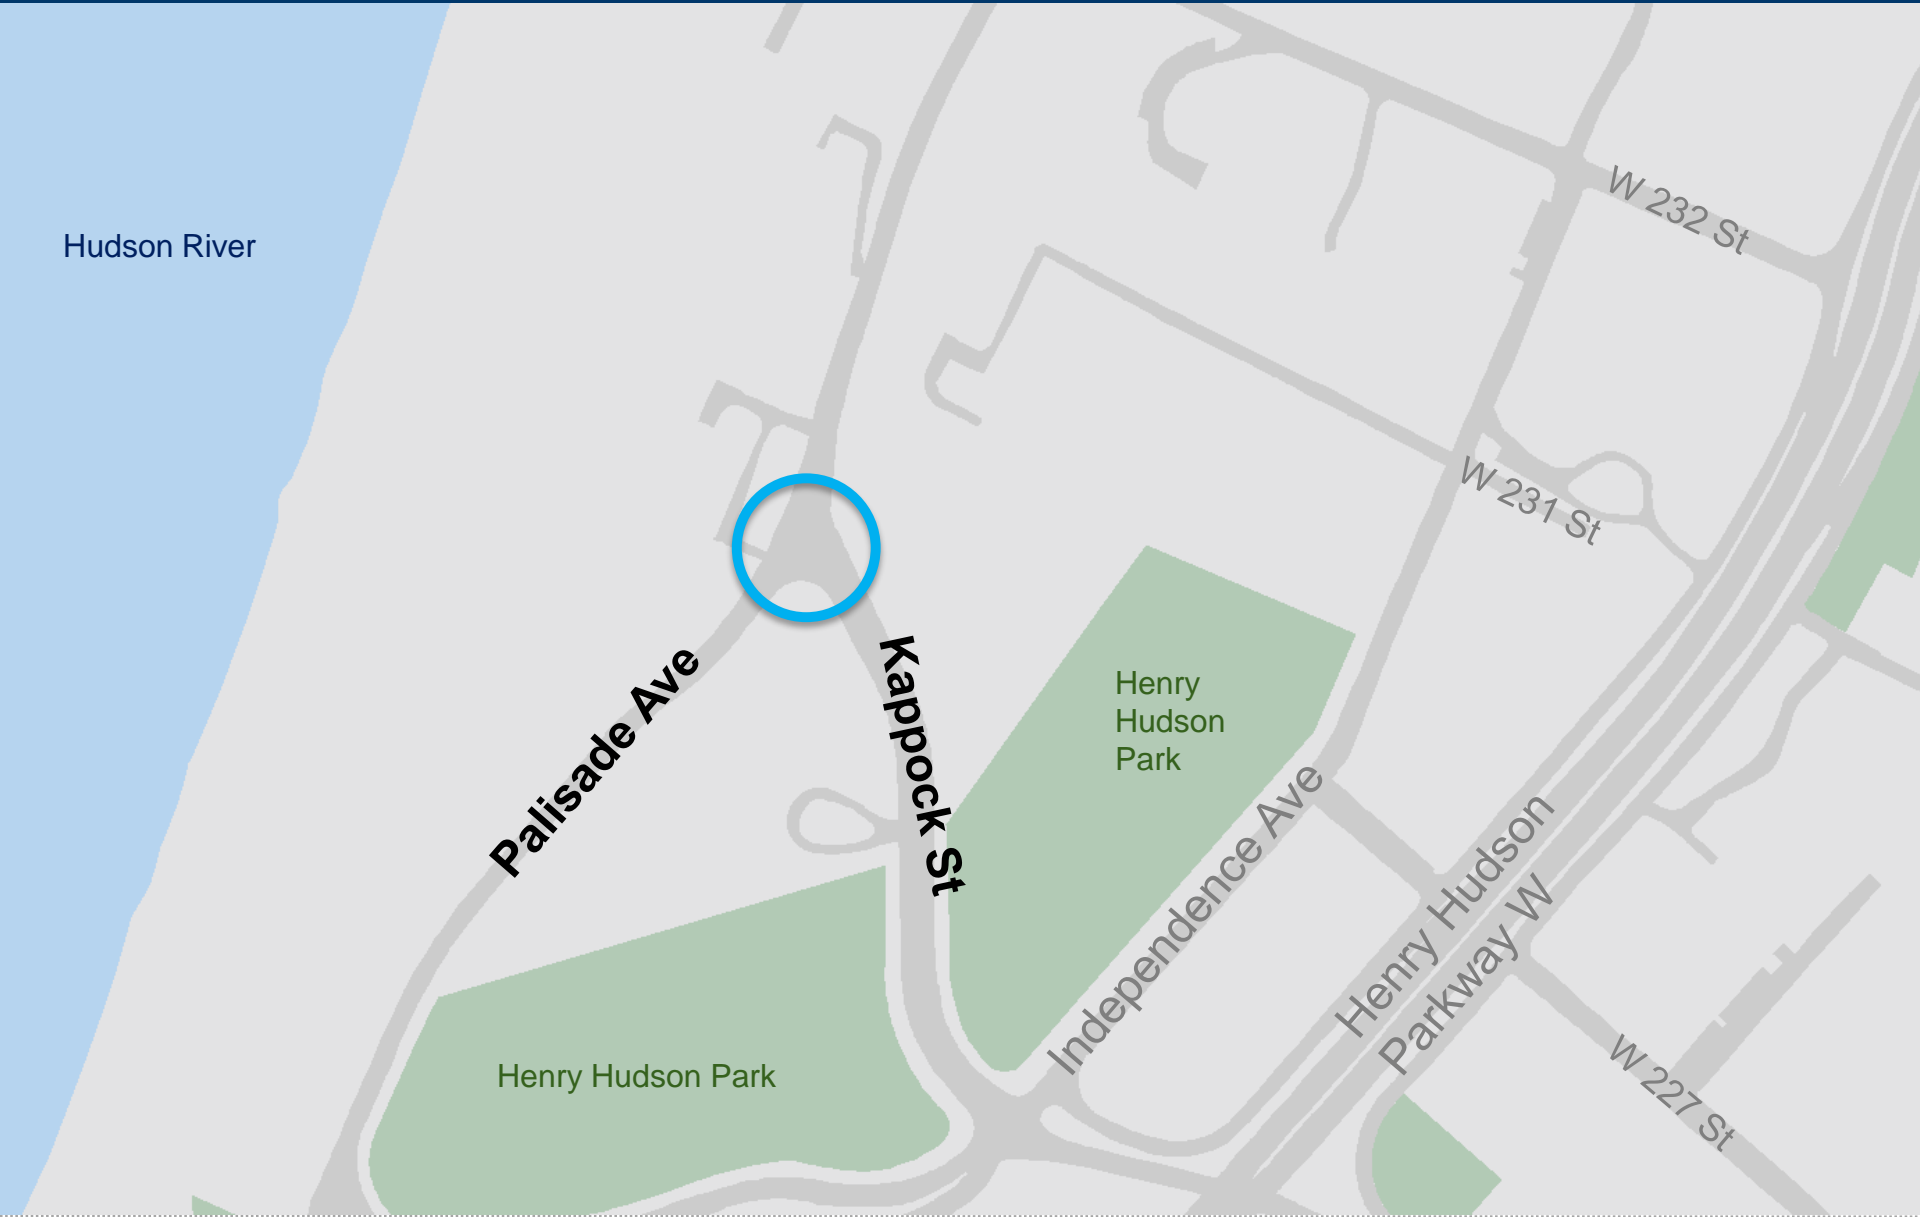 W 232 St
Hudson River
W 231 St
Palisade Ave
Kappock St
Henry
Hudson
Park
Independence Ave
Henry Hudson
Parkway W
Henry Hudson Park
W 227 St